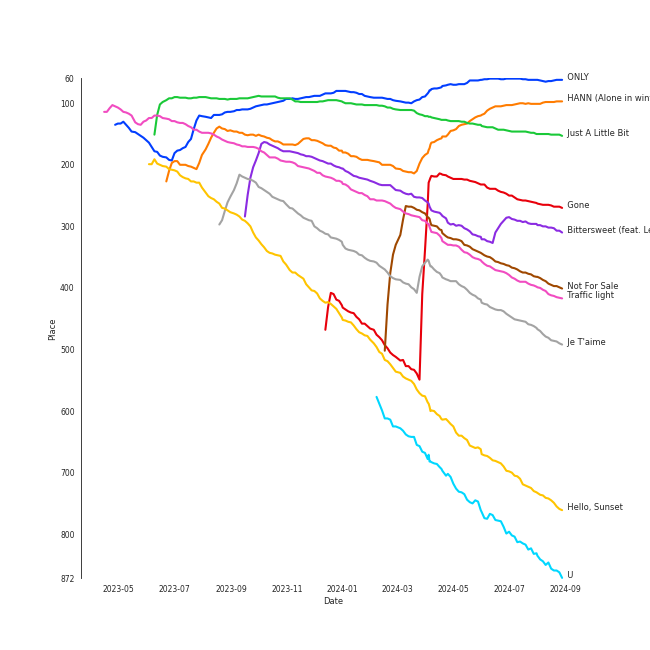 60
100
200
300
400
500
600
700
800
872
Place
2023-05
2023-07
2023-09
2023-11
2024-01
2024-03
2024-05
2024-07
2024-09
Date
ONLY
HANN (Alone in win
Just A Little Bit
Gone
Bittersweet (feat. Le
Not For Sale
Traffic light
Je T'aime
Hello, Sunset
U